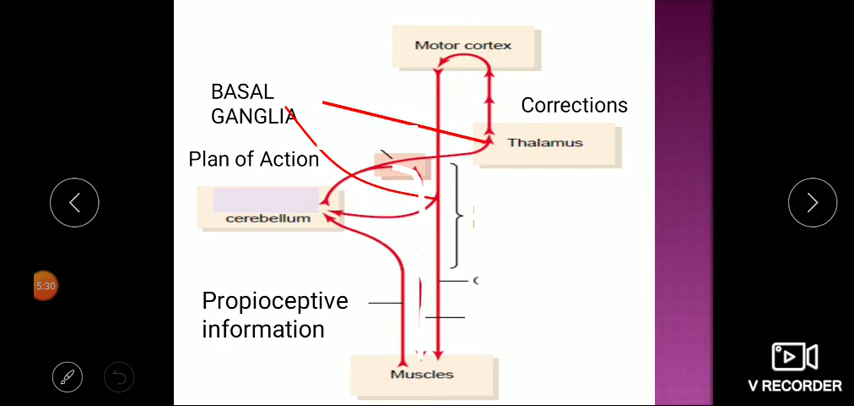 Motor cortex
BASAL
GANGLIA
Corrections
Thalamus
Plan of Action
cerebellum
Propioceptive
information
Muscles
5:30
V RECORDER